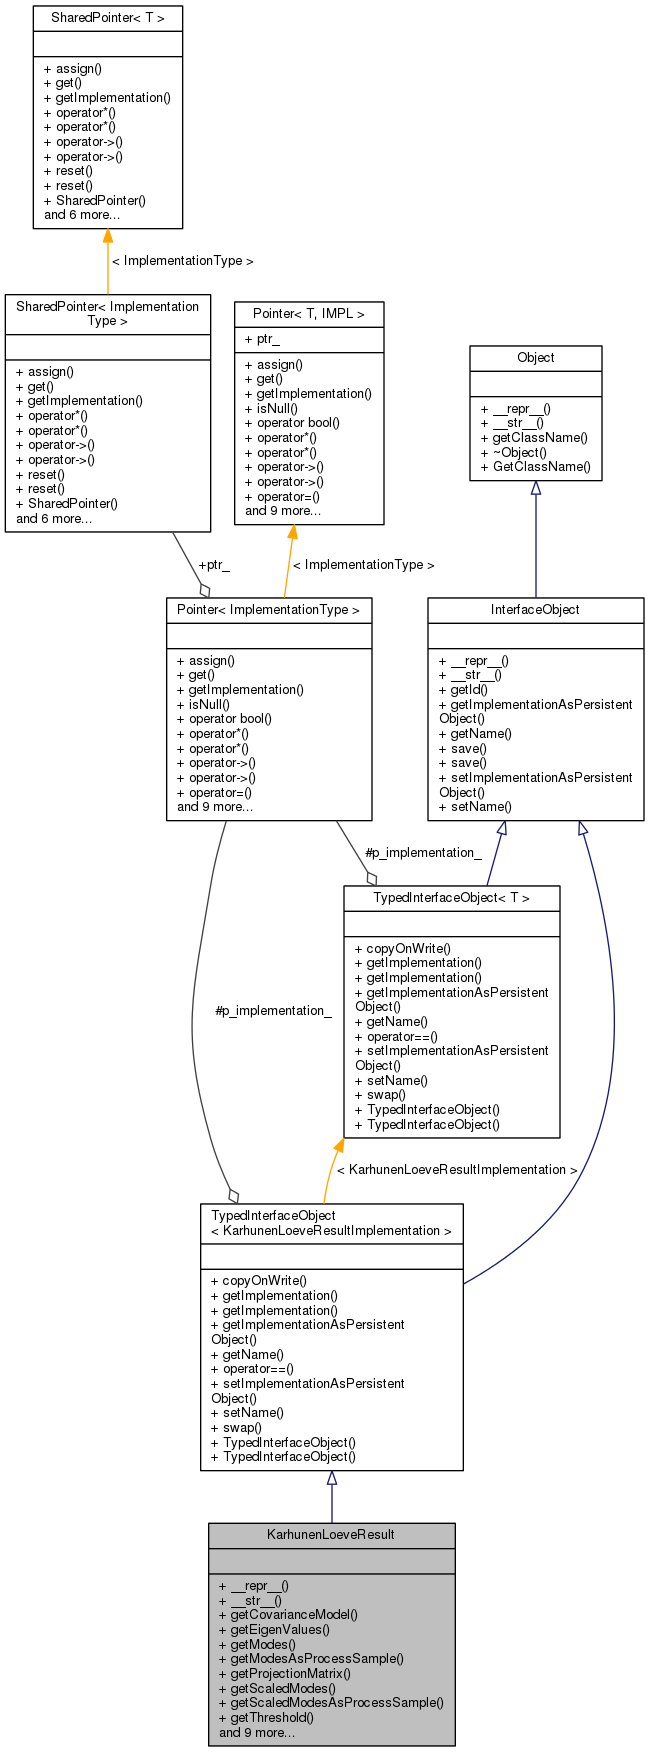 SharedPointer< T >
+ assign()
+ get()
+ getImplementation()
+ operator*()
+ operator*()
+ operator->()
+ operator->()
+ reset()
+ reset()
+ SharedPointer()
and 6 more...
< ImplementationType >
SharedPointer< Implementation
Type >
+ assign()
+ get()
+ getImplementation()
+ operator*()
+ operator*()
+ operator->()
+ operator->()
+ reset()
+ reset()
+ SharedPointer()
and 6 more...
Pointer< T, IMPL >
+ ptr_
+ assign()
+ get()
+ getImplementation()
+ isNull()
+ operator bool()
+ operator*()
+ operator*()
+ operator->()
+ operator->()
+ operator=()
and 9 more...
Object
+ __repr__()
+ __str__()
+ getClassName()
+ ~Object()
+ GetClassName()
+ptr_
< ImplementationType >
Pointer< ImplementationType >
+ assign()
+ get()
+ getImplementation()
+ isNull()
+ operator bool()
+ operator*()
+ operator*()
+ operator->()
+ operator->()
+ operator=()
and 9 more...
InterfaceObject
+ __repr__()
+ __str__()
+ getId()
+ getImplementationAsPersistent
Object()
+ getName()
+ save()
+ save()
+ setImplementationAsPersistent
Object()
+ setName()
#p_implementation_
TypedInterfaceObject< T >
+ copyOnWrite()
+ getImplementation()
+ getImplementation()
+ getImplementationAsPersistent
Object()
+ getName()
+ operator==()
+ setImplementationAsPersistent
Object()
+ setName()
+ swap()
+ TypedInterfaceObject()
+ TypedInterfaceObject()
#p_implementation_
< KarhunenLoeveResultImplementation >
TypedInterfaceObject
< KarhunenLoeveResultImplementation >
+ copyOnWrite()
+ getImplementation()
+ getImplementation()
+ getImplementationAsPersistent
Object()
+ getName()
+ operator==()
+ setImplementationAsPersistent
Object()
+ setName()
+ swap()
+ TypedInterfaceObject()
+ TypedInterfaceObject()
KarhunenLoeveResult
+ __repr__()
+ __str__()
+ getCovarianceModel()
+ getEigenValues()
+ getModes()
+ getModesAsProcessSample()
+ getProjectionMatrix()
+ getScaledModes()
+ getScaledModesAsProcessSample()
+ getThreshold()
and 9 more...